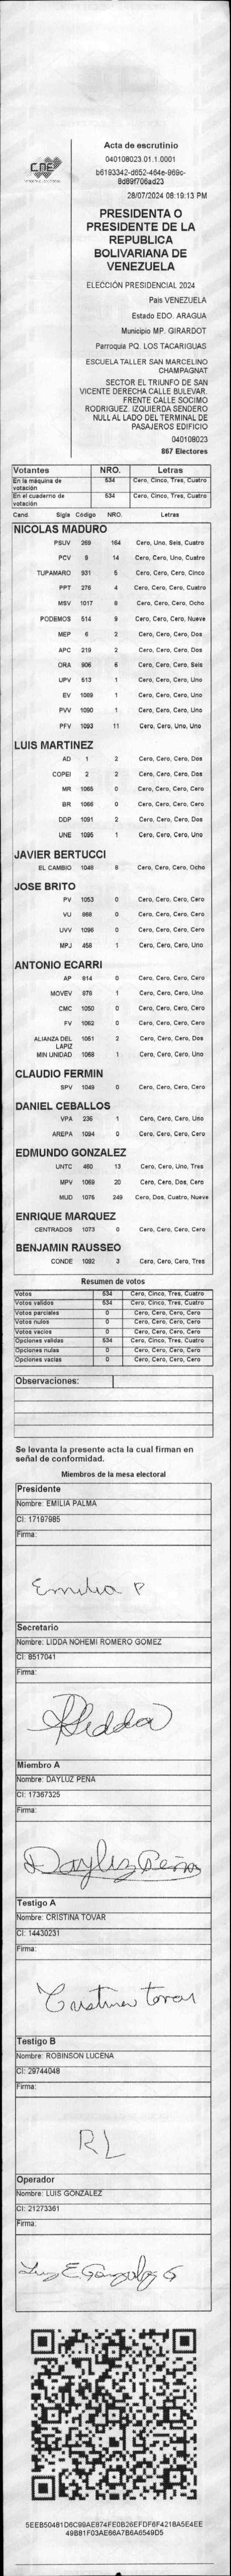 CNE
Acta de escrutinio
040108023.01.1.0001
b6193342-d652-464e-969c-
8d89f706ad23
28/07/2024 08:19:13 PM
PRESIDENTA O
PRESIDENTE DE LA
REPUBLICA
BOLIVARIANA DE
VENEZUELA
ELECCIÓN PRESIDENCIAL 2024
País VENEZUELA
Estado EDO. ARAGUA
Municipio MP. GIRARDOT
Parroquia PQ. LOS TACARIGUAS
ESCUELA TALLER SAN MARCELINO
CHAMPAGNAT
SECTOR EL TRIUNFO DE SAN
VICENTE DERECHA CALLE BULEVAR.
FRENTE CALLE SOCIMO
RODRIGUEZ. IZQUIERDA SENDERO
NULL AL LADO DEL TERMINAL DE
PASAJEROS EDIFICIO
040108023
867 Electores
Votantes NRO. Letras
En la máquina de votación 534 Cero, Cinco, Tres, Cuatro
En el cuaderno de votación 534 Cero, Cinco, Tres, Cuatro
Cand. Sigla Código NRO. Letras
NICOLAS MADURO
PSUV 269 164 Cero, Uno, Seis, Cuatro
PCV 9 14 Cero, Cero, Uno, Cuatro
TUPAMARO 931 5 Cero, Cero, Cero, Cinco
PPT 276 4 Cero, Cero, Cero, Cuatro
MSV 1017 8 Cero, Cero, Cero, Ocho
PODEMOS 514 9 Cero, Cero, Cero, Nueve
MEP 6 2 Cero, Cero, Cero, Dos
APC 219 2 Cero, Cero, Cero, Dos
ORA 906 6 Cero, Cero, Cero, Seis
UPV 513 1 Cero, Cero, Cero, Uno
EV 1089 1 Cero, Cero, Cero, Uno
PVV 1090 1 Cero, Cero, Cero, Uno
PFV 1093 11 Cero, Cero, Uno, Uno
LUIS MARTINEZ
AD 1 2 Cero, Cero, Cero, Dos
COPEI 2 2 Cero, Cero, Cero, Dos
MR 1065 0 Cero, Cero, Cero, Cero
BR 1066 0 Cero, Cero, Cero, Cero
DDP 1091 2 Cero, Cero, Cero, Dos
UNE 1095 1 Cero, Cero, Cero, Uno
JAVIER BERTUCCI
EL CAMBIO 1048 8 Cero, Cero, Cero, Ocho
JOSE BRITO
PV 1053 0 Cero, Cero, Cero, Cero
VU 868 0 Cero, Cero, Cero, Cero
UVV 1096 0 Cero, Cero, Cero, Cero
MPJ 458 1 Cero, Cero, Cero, Uno
ANTONIO ECARRI
AP 814 0 Cero, Cero, Cero, Cero
MOVEV 979 1 Cero, Cero, Cero, Uno
CMC 1050 0 Cero, Cero, Cero, Cero
FV 1062 0 Cero, Cero, Cero, Cero
ALIANZA DEL LAPIZ 1051 2 Cero, Cero, Cero, Dos
MIN UNIDAD 1068 1 Cero, Cero, Cero, Uno
CLAUDIO FERMIN
SPV 1049 0 Cero, Cero, Cero, Cero
DANIEL CEBALLOS
VPA 236 1 Cero, Cero, Cero, Uno
AREPA 1094 0 Cero, Cero, Cero, Cero
EDMUNDO GONZALEZ
UNTC 460 13 Cero, Cero, Uno, Tres
MPV 1069 20 Cero, Cero, Dos, Cero
MUD 1076 249 Cero, Dos, Cuatro, Nueve
ENRIQUE MARQUEZ
CENTRADOS 1073 0 Cero, Cero, Cero, Cero
BENJAMIN RAUSSEO
CONDE 1092 3 Cero, Cero, Cero, Tres
Resumen de votos
Votos 534 Cero, Cinco, Tres, Cuatro
Votos validos 534 Cero, Cinco, Tres, Cuatro
Votos parciales 0 Cero, Cero, Cero, Cero
Votos nulos 0 Cero, Cero, Cero, Cero
Votos vacios 0 Cero, Cero, Cero, Cero
Opciones validas 534 Cero, Cinco, Tres, Cuatro
Opciones nulas 0 Cero, Cero, Cero, Cero
Opciones vacias 0 Cero, Cero, Cero, Cero
Observaciones:
Se levanta la presente acta la cual firman en
señal de conformidad.
Miembros de la mesa electoral
Presidente
Nombre: EMILIA PALMA
CI: 17197985
Firma:
Emilia P
Secretario
Nombre: LIDDA NOHEMI ROMERO GOMEZ
CI: 8517041
Firma:
Lidda
Miembro A
Nombre: DAYLUZ PENA
CI: 17367325
Firma:
Dayluz Peña
Testigo A
Nombre: CRISTINA TOVAR
CI: 14430231
Firma:
Cristina tovar
Testigo B
Nombre: ROBINSON LUCENA
CI: 29744048
Firma:
RL
Operador
Nombre: LUIS GONZALEZ
CI: 21273361
Firma:
Luis E Gonzalez G
5EEB50481D6C99AE874FE0B26EFDF6F4218A5E4EE
49B81F03AE66A7B6A6549D5